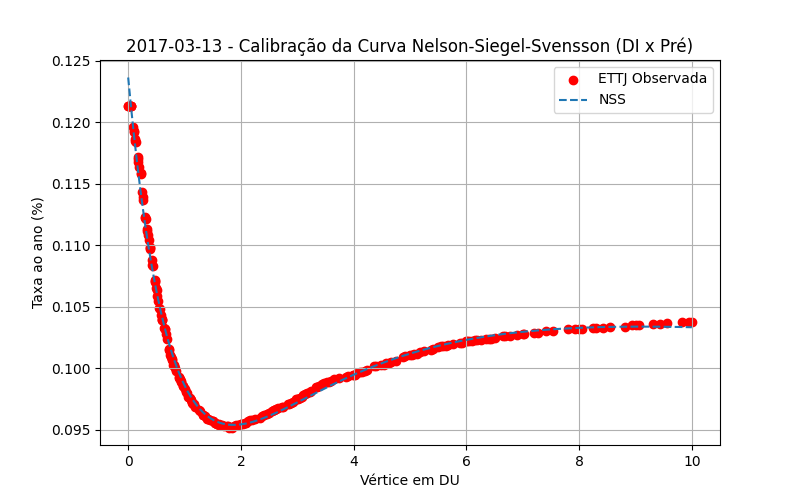 2017-03-13 - Calibração da Curva Nelson-Siegel-Svensson (DI x Pré)
ETTJ Observada
NSS
Taxa ao ano (%)
0.125
0.120
0.115
0.110
0.105
0.100
0.095
0 2 4 6 8 10
Vértice em DU